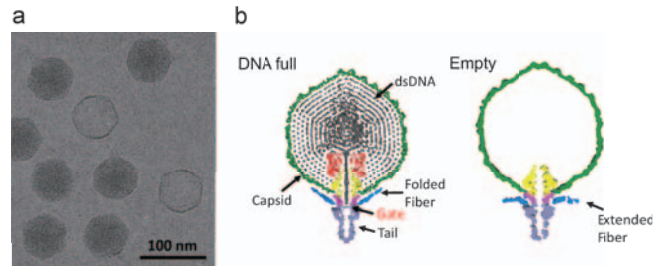 a
b
DNA full
Empty
dsDNA
Folded
Fiber
Capsid
Gate
Tail
Extended
Fiber
100 nm